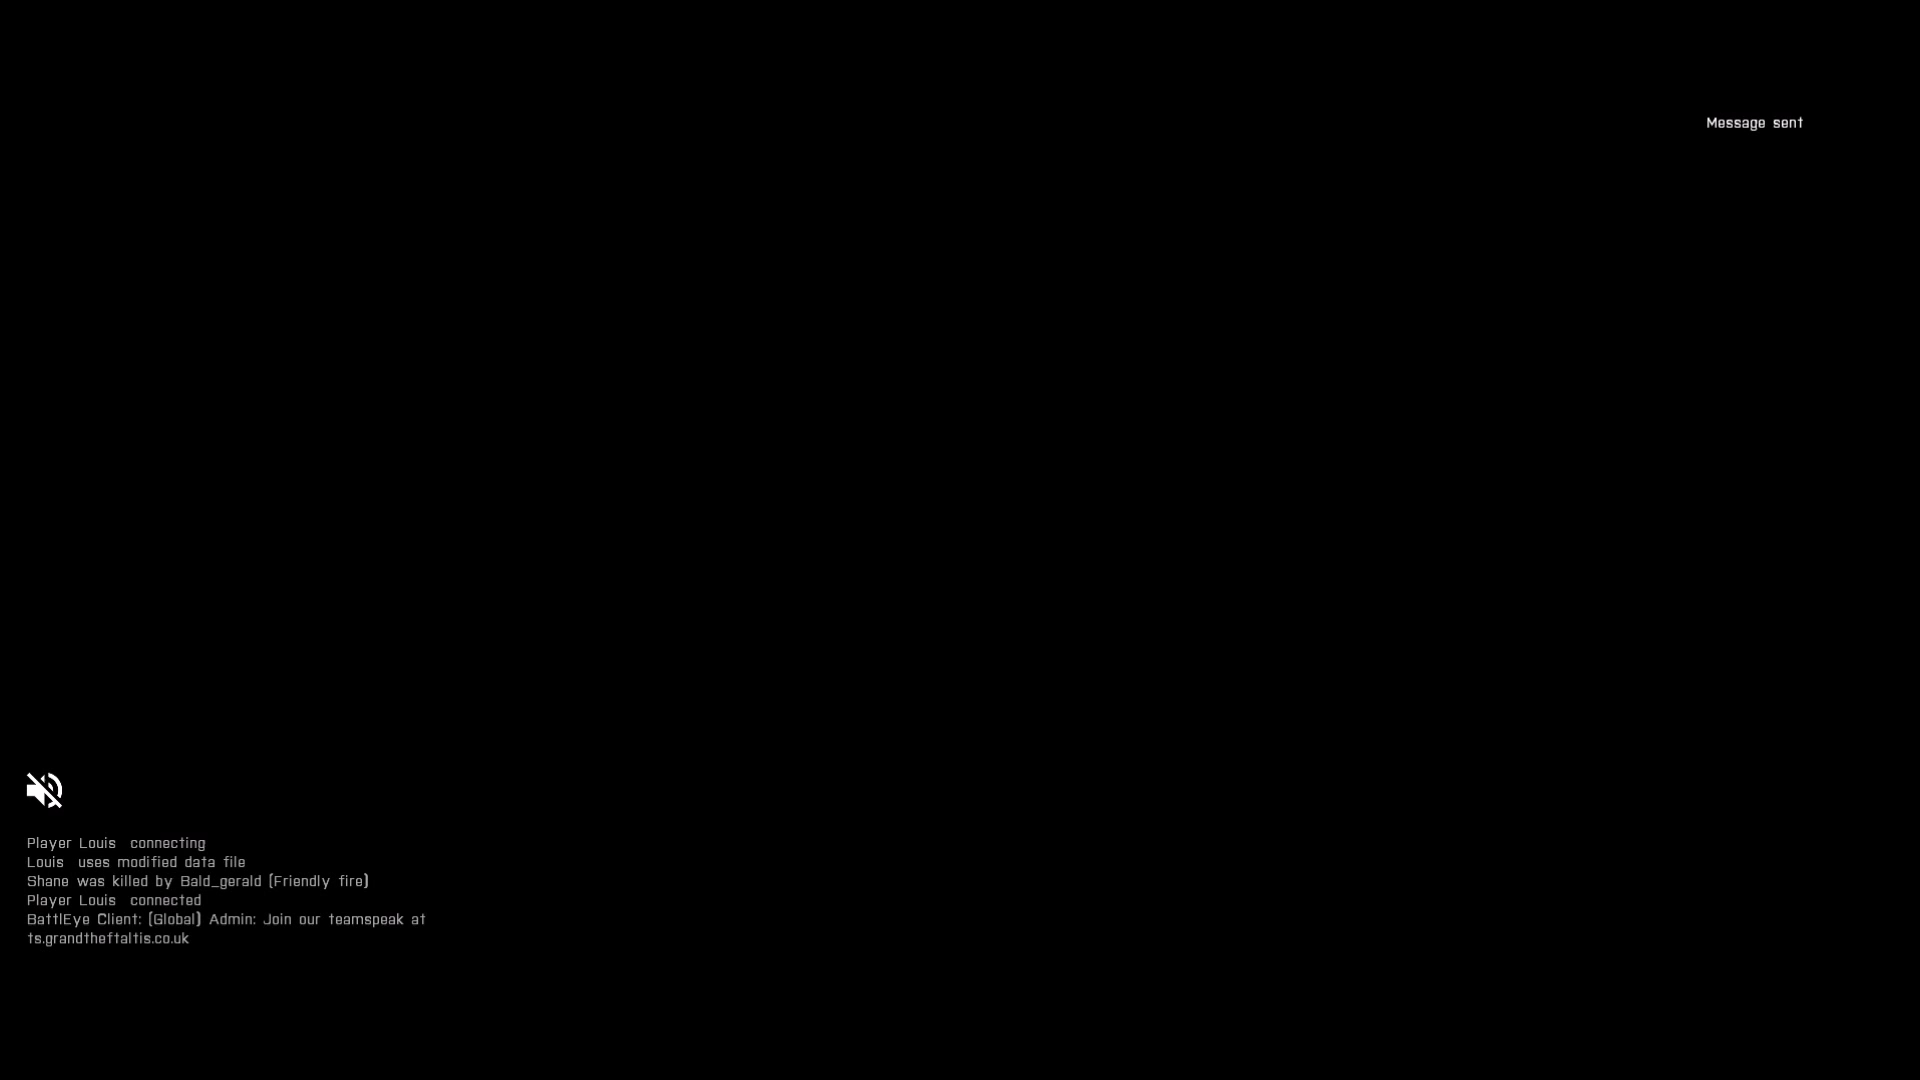 Message sent
Player Louis  connecting
Louis  uses modified data file
Shane was killed by Bald_gerald (Friendly fire)
Player Louis  connected
BattlEye Client: (Global) Admin: Join our teamspeak at
ts.grandtheftaltis.co.uk